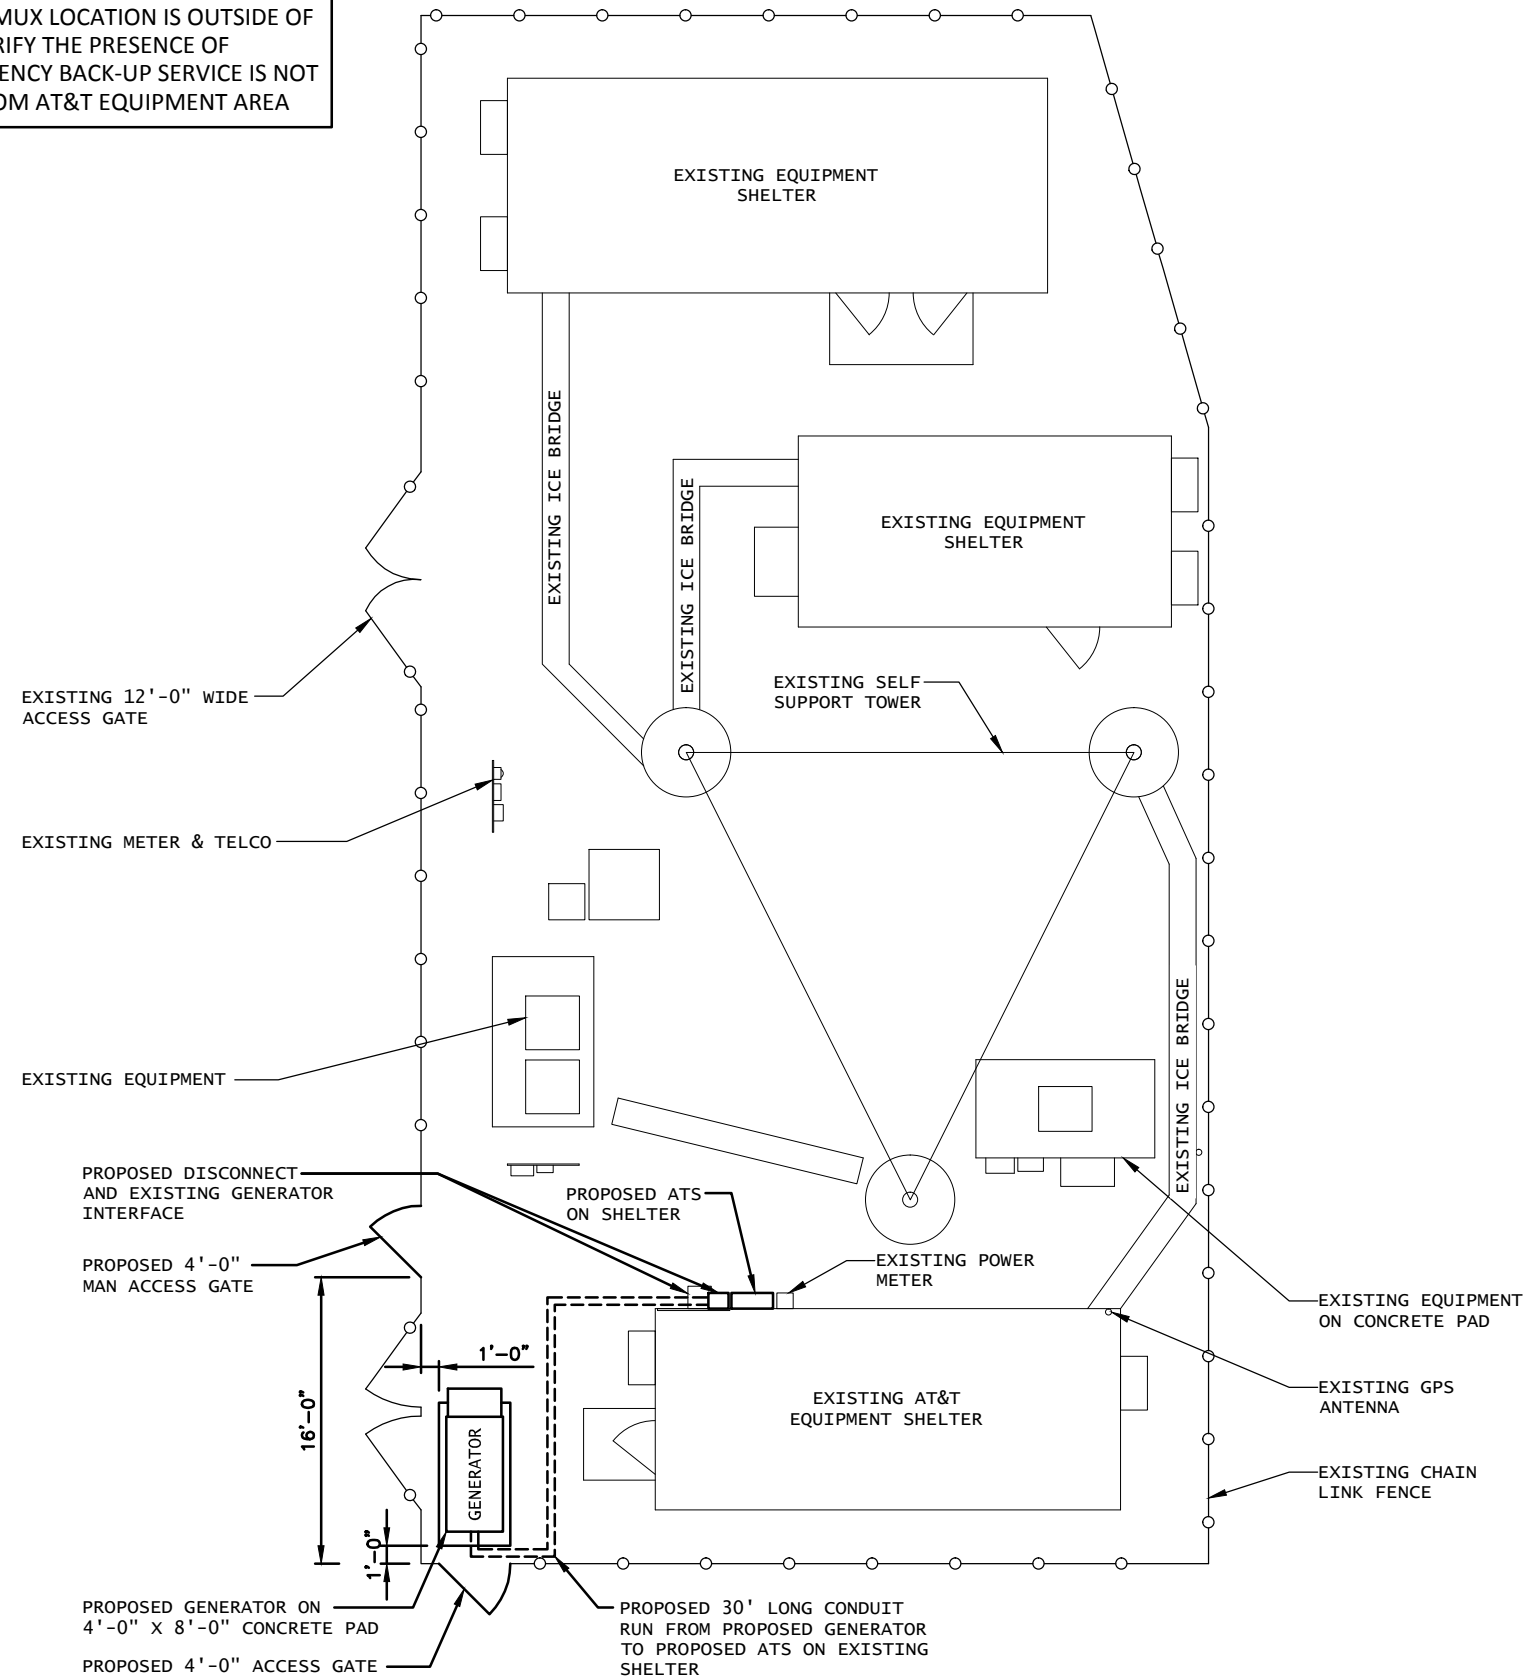 MUX LOCATION IS OUTSIDE OF
RIFY THE PRESENCE OF
ENCY BACK-UP SERVICE IS NOT
OM AT&T EQUIPMENT AREA
EXISTING EQUIPMENT
SHELTER
EXISTING ICE BRIDGE
EXISTING ICE BRIDGE
EXISTING EQUIPMENT
SHELTER
EXISTING 12'-0" WIDE
ACCESS GATE
EXISTING SELF
SUPPORT TOWER
EXISTING METER & TELCO
EXISTING EQUIPMENT
EXISTING ICE BRIDGE
PROPOSED DISCONNECT
AND EXISTING GENERATOR
INTERFACE
PROPOSED ATS
ON SHELTER
PROPOSED 4'-0"
MAN ACCESS GATE
EXISTING POWER
METER
EXISTING EQUIPMENT
ON CONCRETE PAD
1'-0"
16'-0"
GENERATOR
EXISTING AT&T
EQUIPMENT SHELTER
EXISTING GPS
ANTENNA
EXISTING CHAIN
LINK FENCE
1'-0"
PROPOSED GENERATOR ON
4'-0" X 8'-0" CONCRETE PAD
PROPOSED 4'-0" ACCESS GATE
PROPOSED 30' LONG CONDUIT
RUN FROM PROPOSED GENERATOR
TO PROPOSED ATS ON EXISTING
SHELTER